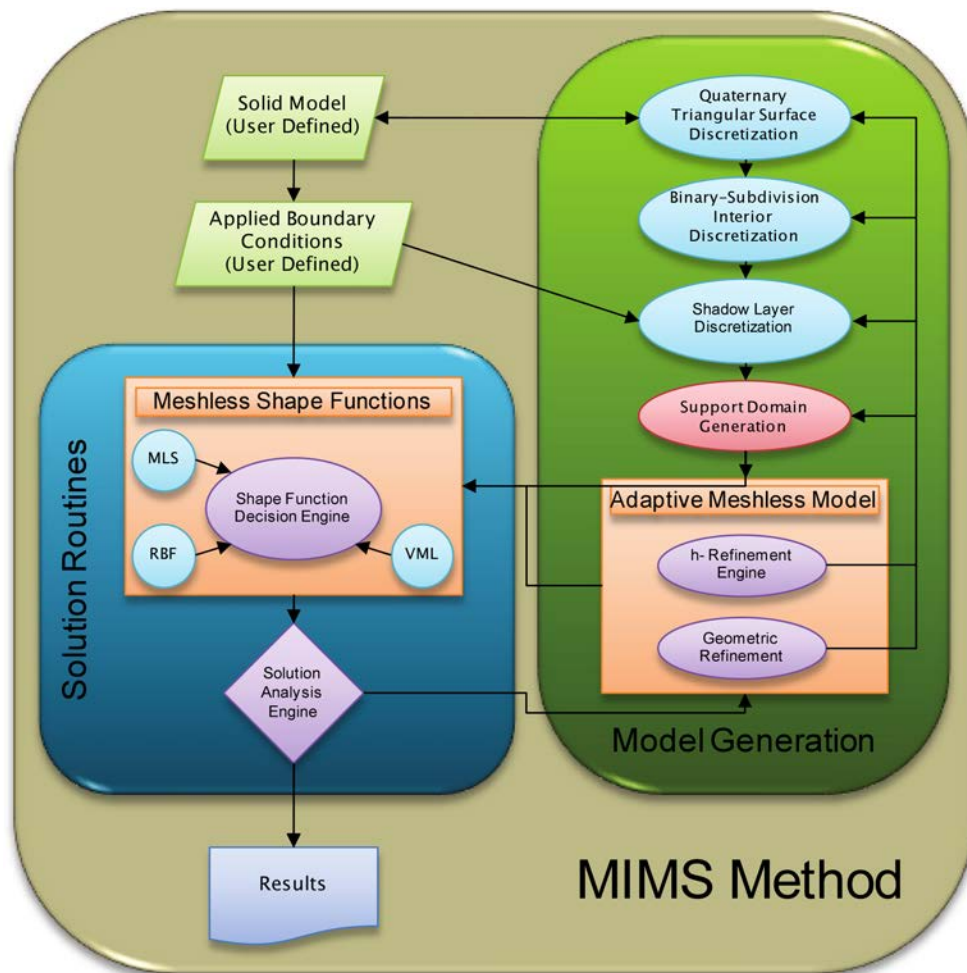 Solid Model
(User Defined)
Applied Boundary
Conditions
(User Defined)
Quaternary
Triangular Surface
Discretization
Binary-Subdivision
Interior
Discretization
Shadow Layer
Discretization
Support Domain
Generation
Adaptive Meshless Model
h- Refinement
Engine
Geometric
Refinement
Model Generation
Solution Routines
Meshless Shape Functions
MLS
Shape Function
Decision Engine
RBF
VML
Solution
Analysis
Engine
Results
MIMS Method